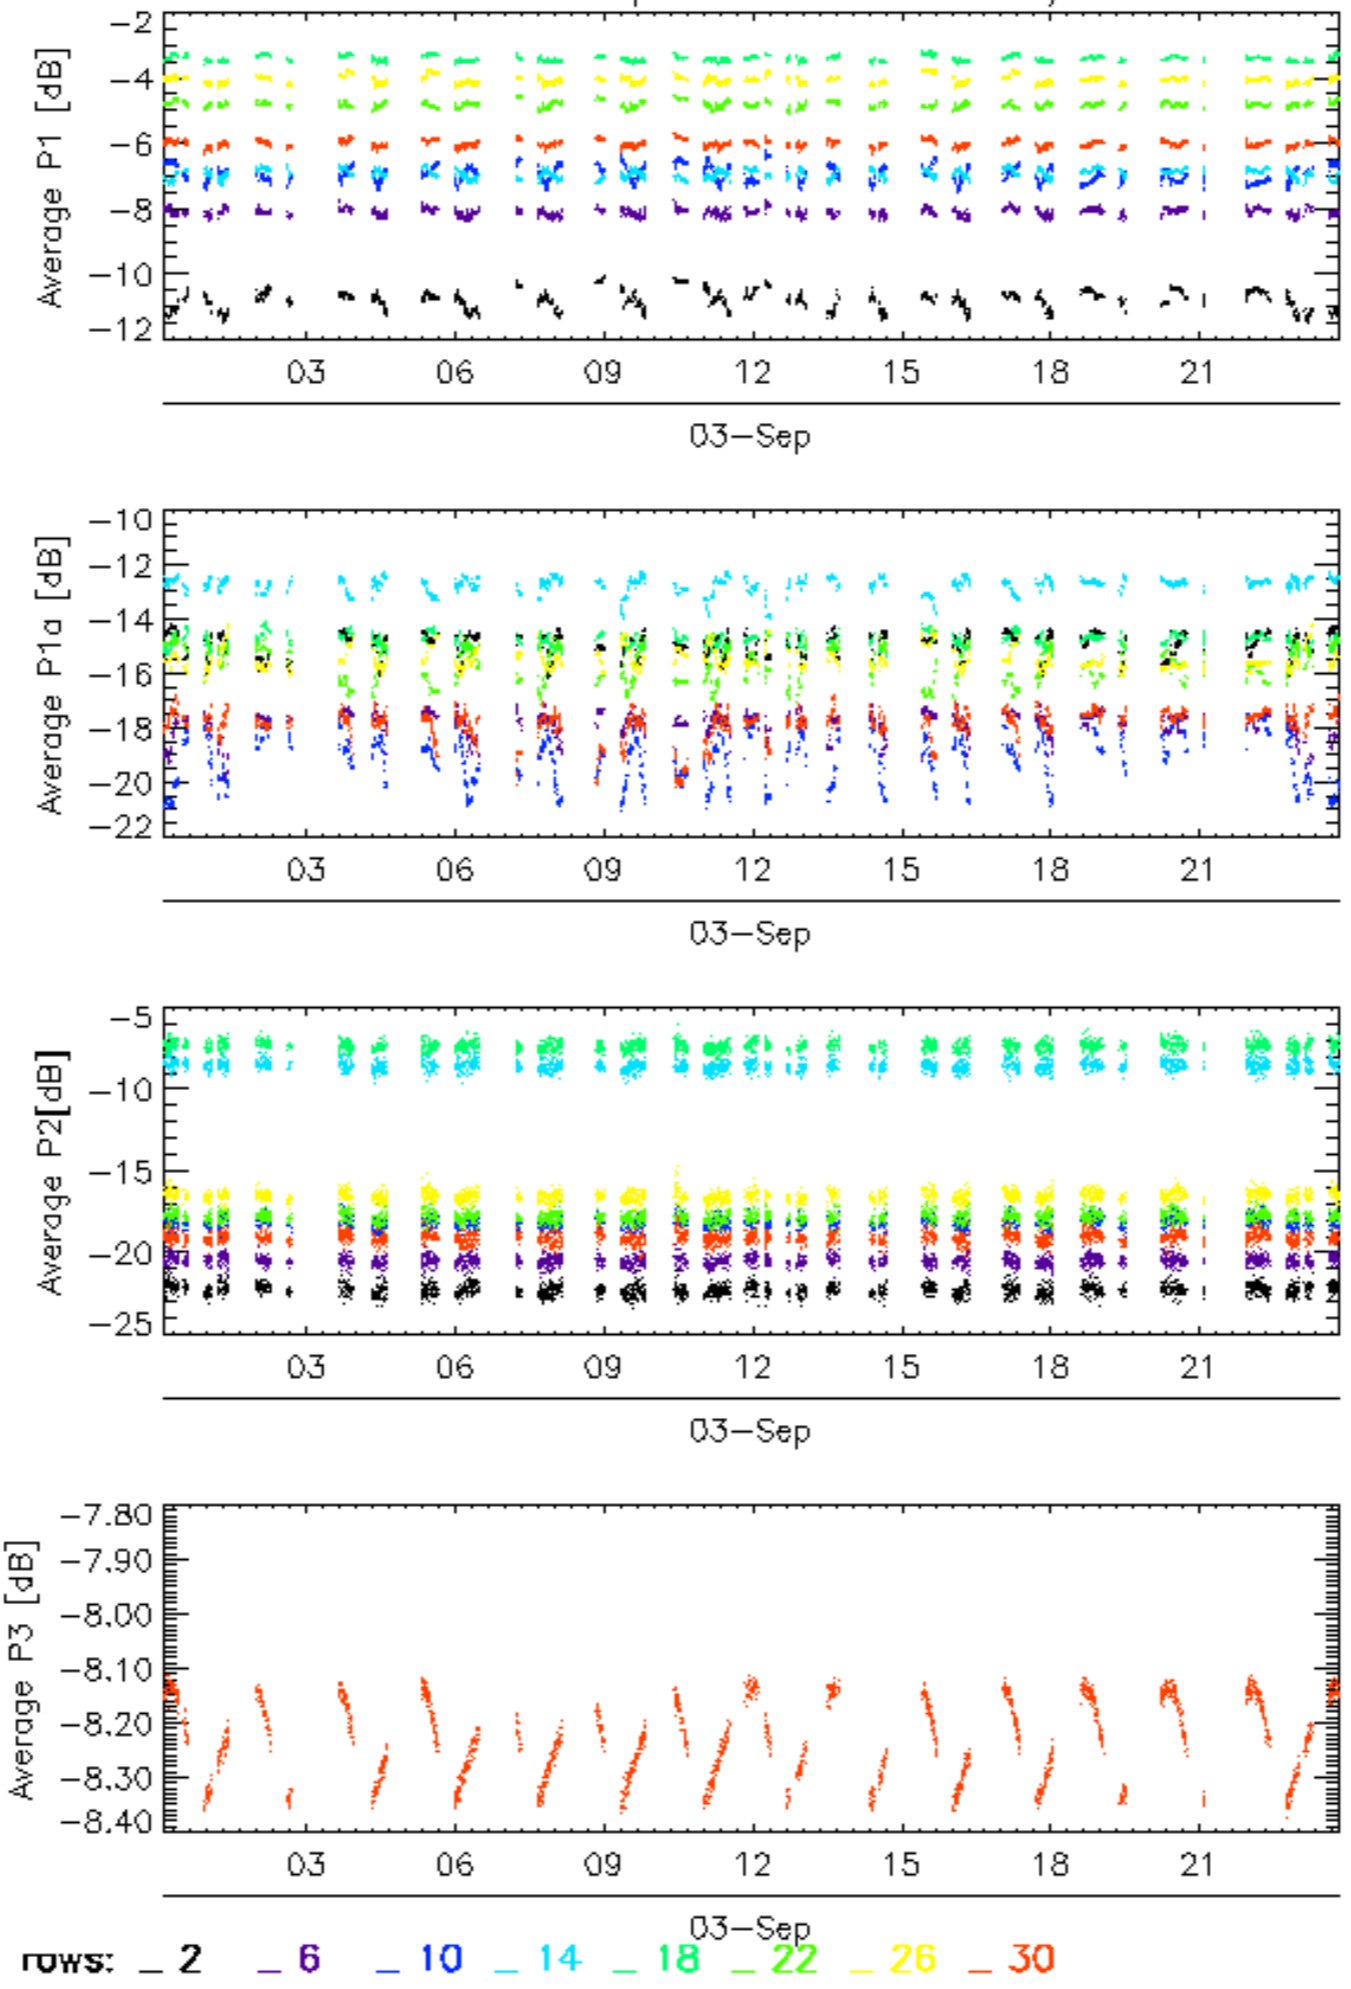 Average P1 [dB]
-2
-4
-6
-8
-10
-12
03 06 09 12 15 18 21
03-Sep
Average P1a [dB]
-10
-12
-14
-16
-18
-20
-22
03 06 09 12 15 18 21
03-Sep
Average P2[dB]
-5
-10
-15
-20
-25
03 06 09 12 15 18 21
03-Sep
Average P3 [dB]
-7.80
-7.90
-8.00
-8.10
-8.20
-8.30
-8.40
03 06 09 12 15 18 21
03-Sep
rows: _ 2 _ 6 _ 10 _ 14 _ 18 _ 22 _ 26 _ 30